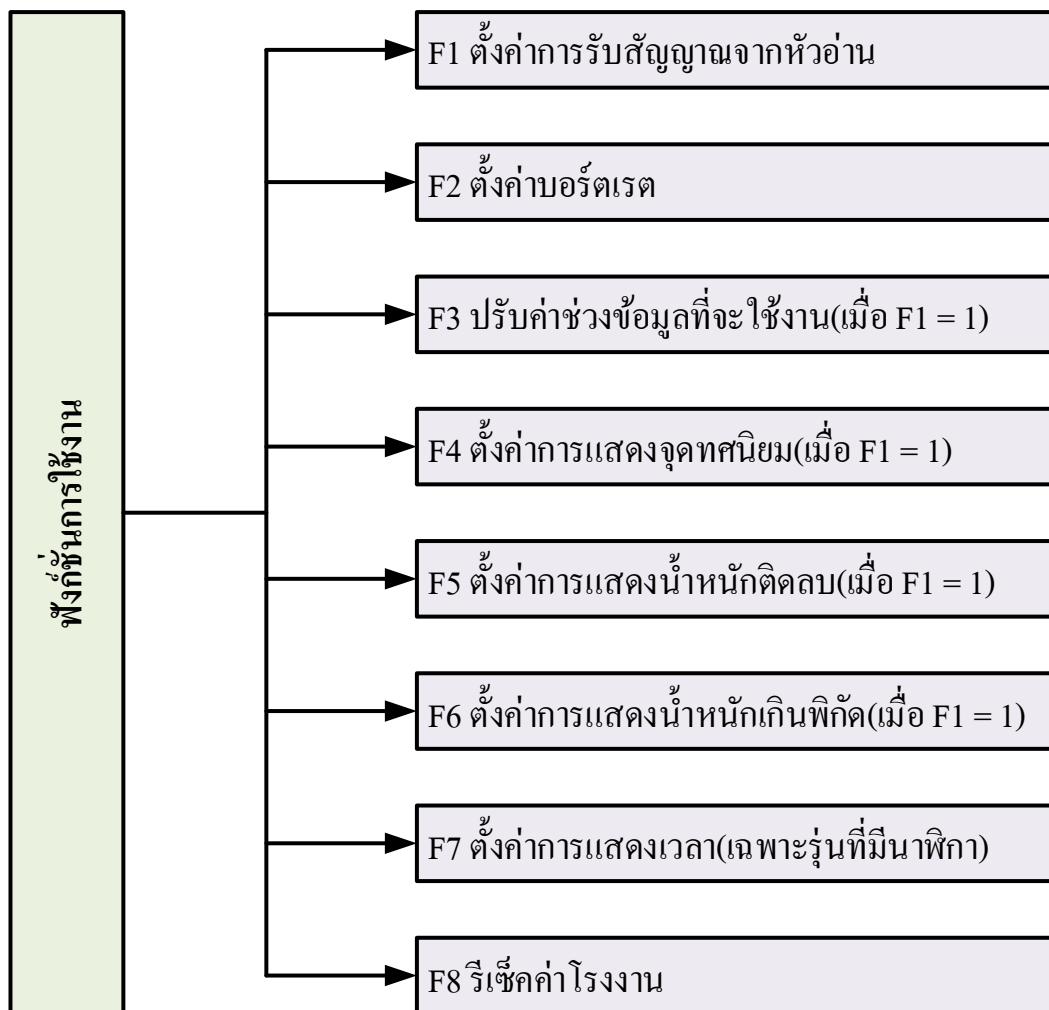 ฟังก์ชั่นการใช้งาน
F1 ตั้งค่าการรับสัญญาณจากหัวอ่าน
F2 ตั้งค่าบอร์ตเรต
F3 ปรับค่าช่วงข้อมูลที่จะใช้งาน(เมื่อ F1 = 1)
F4 ตั้งค่าการแสดงจุดทศนิยม(เมื่อ F1 = 1)
F5 ตั้งค่าการแสดงน้ำหนักติดลบ(เมื่อ F1 = 1)
F6 ตั้งค่าการแสดงน้ำหนักเกินพิกัด(เมื่อ F1 = 1)
F7 ตั้งค่าการแสดงเวลา(เฉพาะรุ่นที่มีนาฬิกา)
F8 รีเซ็คค่าโรงงาน